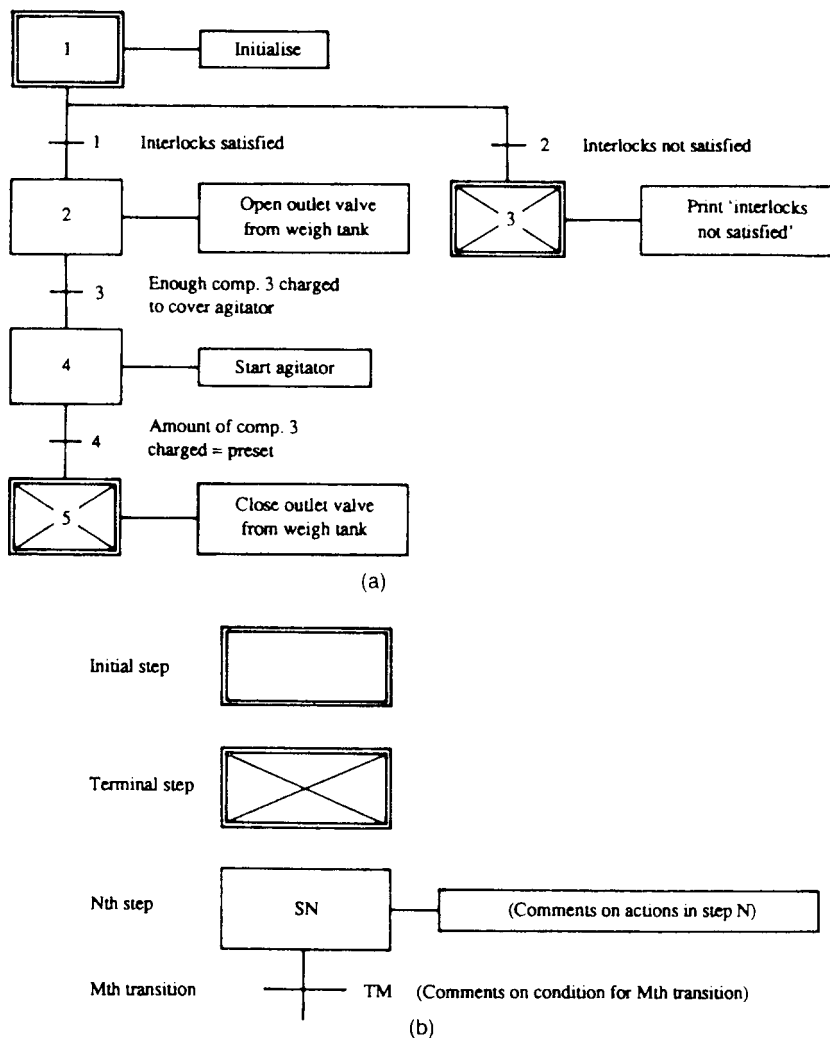 1
Initialise
1 Interlocks satisfied
2 Interlocks not satisfied
2
Open outlet valve
from weigh tank
3
Print 'interlocks
not satisfied'
3 Enough comp. 3 charged
to cover agitator
4
Start agitator
4 Amount of comp. 3
charged = preset
5
Close outlet valve
from weigh tank
(a)
Initial step
Terminal step
Nth step
SN
(Comments on actions in step N)
Mth transition
TM (Comments on condition for Mth transition)
(b)